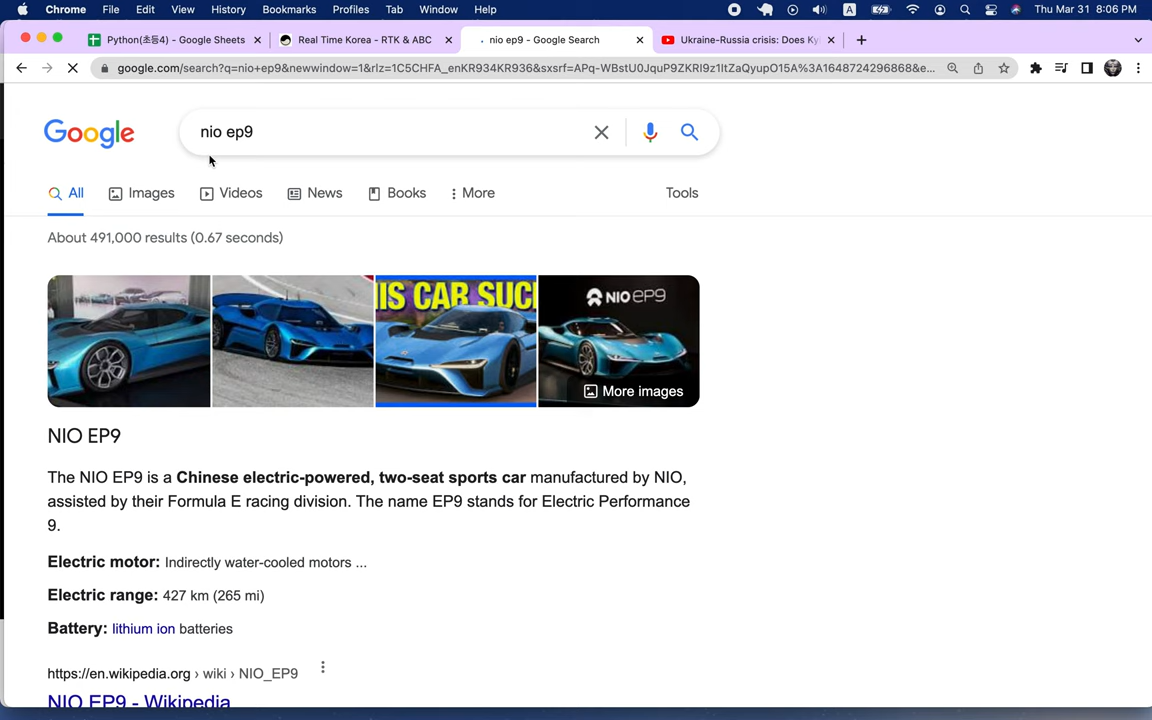 Chrome File Edit View History Bookmarks Profiles Tab Window Help A Thu Mar 31 8:06 PM
Python(초등4) - Google Sheets Real Time Korea - RTK & ABC nio ep9 - Google Search Ukraine-Russia crisis: Does Ky
google.com/search?q=nio+ep9&newwindow=1&rlz=1C5CHFA_enKR934KR936&sxsrf=APq-WBstU0JquP9ZKRI9z1ItZaQyupO15A%3A1648724296868&e...
Google nio ep9
All Images Videos News Books More Tools
About 491,000 results (0.67 seconds)
IS CAR SUC
NIO EP9
More images
NIO EP9
The NIO EP9 is a Chinese electric-powered, two-seat sports car manufactured by NIO,
assisted by their Formula E racing division. The name EP9 stands for Electric Performance
9.
Electric motor: Indirectly water-cooled motors ...
Electric range: 427 km (265 mi)
Battery: lithium ion batteries
https://en.wikipedia.org › wiki › NIO_EP9
NIO EP9 - Wikipedia